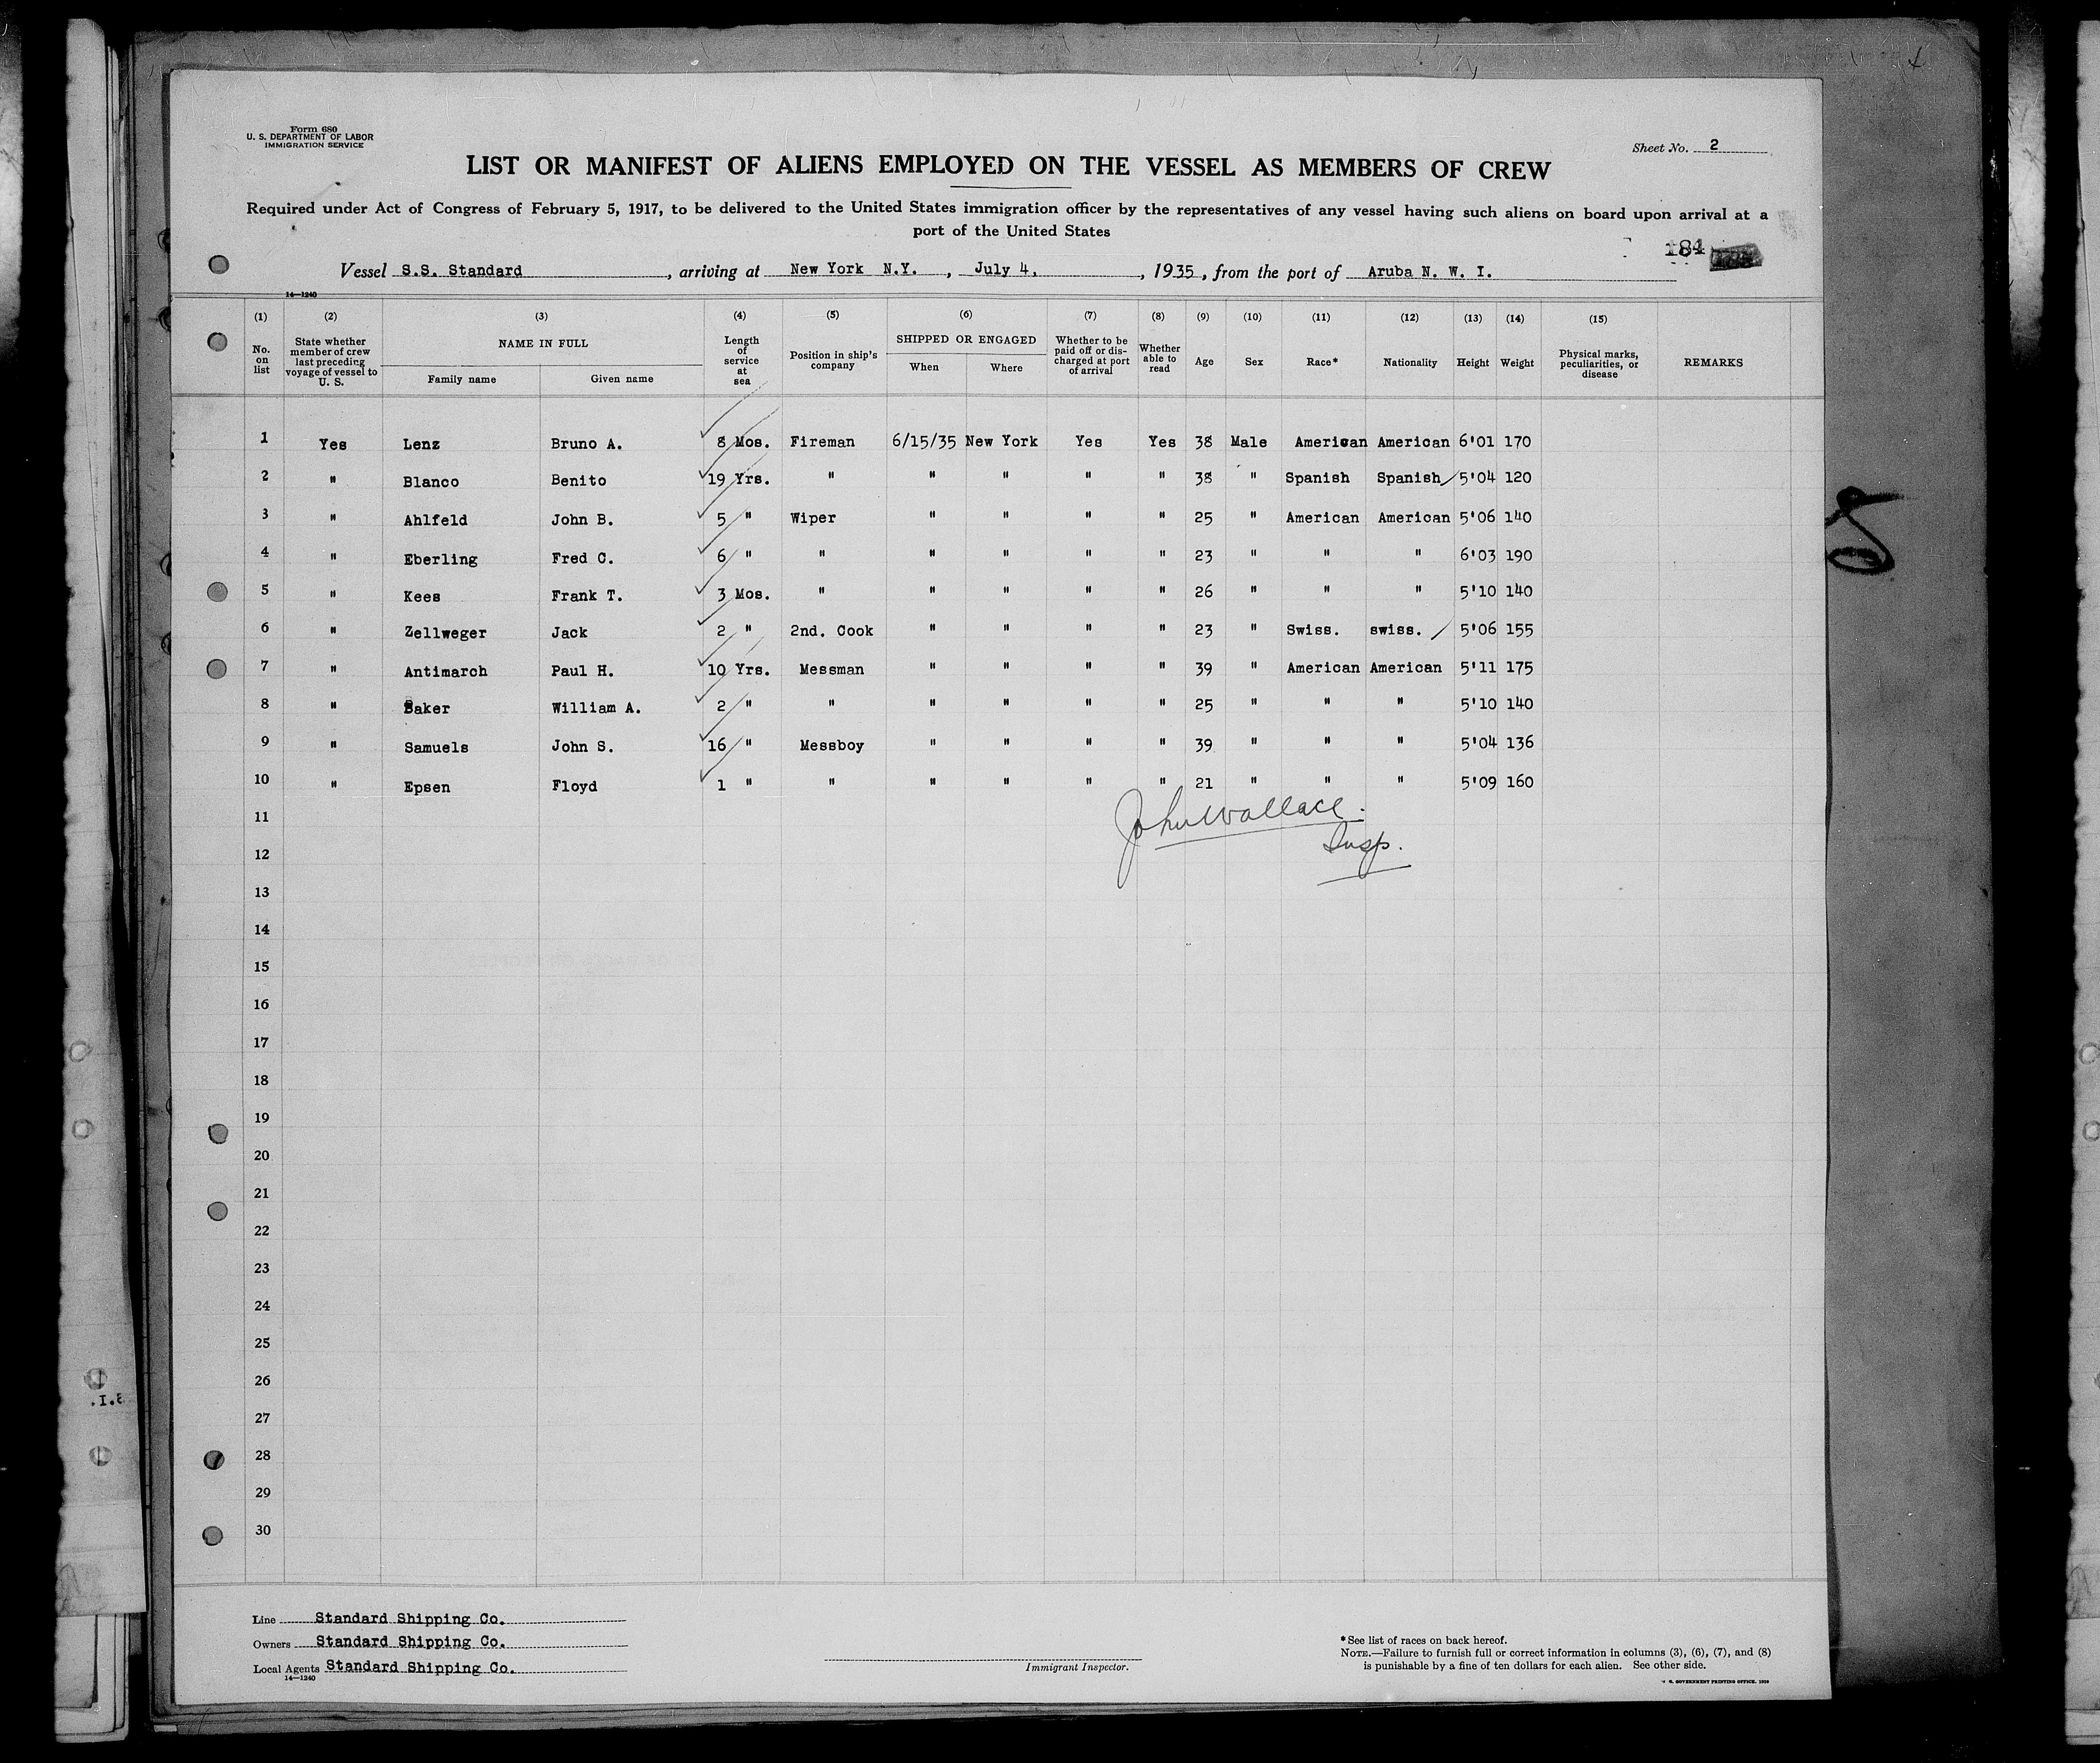 Form 680
U. S. DEPARTMENT OF LABOR
IMMIGRATION SERVICE
Sheet No. 2
LIST OR MANIFEST OF ALIENS EMPLOYED ON THE VESSEL AS MEMBERS OF CREW
Required under Act of Congress of February 5, 1917, to be delivered to the United States immigration officer by the representatives of any vessel having such aliens on board upon arrival at a
port of the United States
184
Vessel S.S. Standard, arriving at New York N.Y., July 4, , 1935, from the port of Aruba N. W. I.
14—1240
(1) (2) (3) (4) (5) (6) (7) (8) (9) (10) (11) (12) (13) (14) (15)
No. on list State whether member of crew last preceding voyage of vessel to U. S. NAME IN FULL Family name Given name Length of service at sea Position in ship's company SHIPPED OR ENGAGED When Where Whether to be paid off or discharged at port of arrival Whether able to read Age Sex Race* Nationality Height Weight Physical marks, peculiarities, or disease REMARKS
1 Yes Lenz Bruno A. 8 Mos. Fireman 6/15/35 New York Yes Yes 38 Male American American 6'01 170
2 " Blanco Benito 19 Yrs. " " " " " 38 " Spanish Spanish 5'04 120
3 " Ahlfeld John B. 5 " Wiper " " " " 25 " American American 5'06 140
4 " Eberling Fred C. 6 " " " " " " 23 " " " 6'03 190
5 " Kees Frank T. 3 Mos. " " " " " 26 " " " 5'10 140
6 " Zellweger Jack 2 " 2nd. Cook " " " " 23 " Swiss. swiss. 5'06 155
7 " Antimarch Paul H. 10 Yrs. Messman " " " " 39 " American American 5'11 175
8 " Baker William A. 2 " " " " " " 25 " " " 5'10 140
9 " Samuels John S. 16 " Messboy " " " " 39 " " " 5'04 136
10 " Epsen Floyd 1 " " " " " " 21 " " " 5'09 160
11
John Wallace.
12
Insp.
13
14
15
16
17
18
19
20
21
22
23
24
25
26
27
28
29
30
Line Standard Shipping Co.
Owners Standard Shipping Co.
Local Agents Standard Shipping Co.
14—1240
Immigrant Inspector.
*See list of races on back hereof.
NOTE.—Failure to furnish full or correct information in columns (3), (6), (7), and (8)
is punishable by a fine of ten dollars for each alien. See other side.